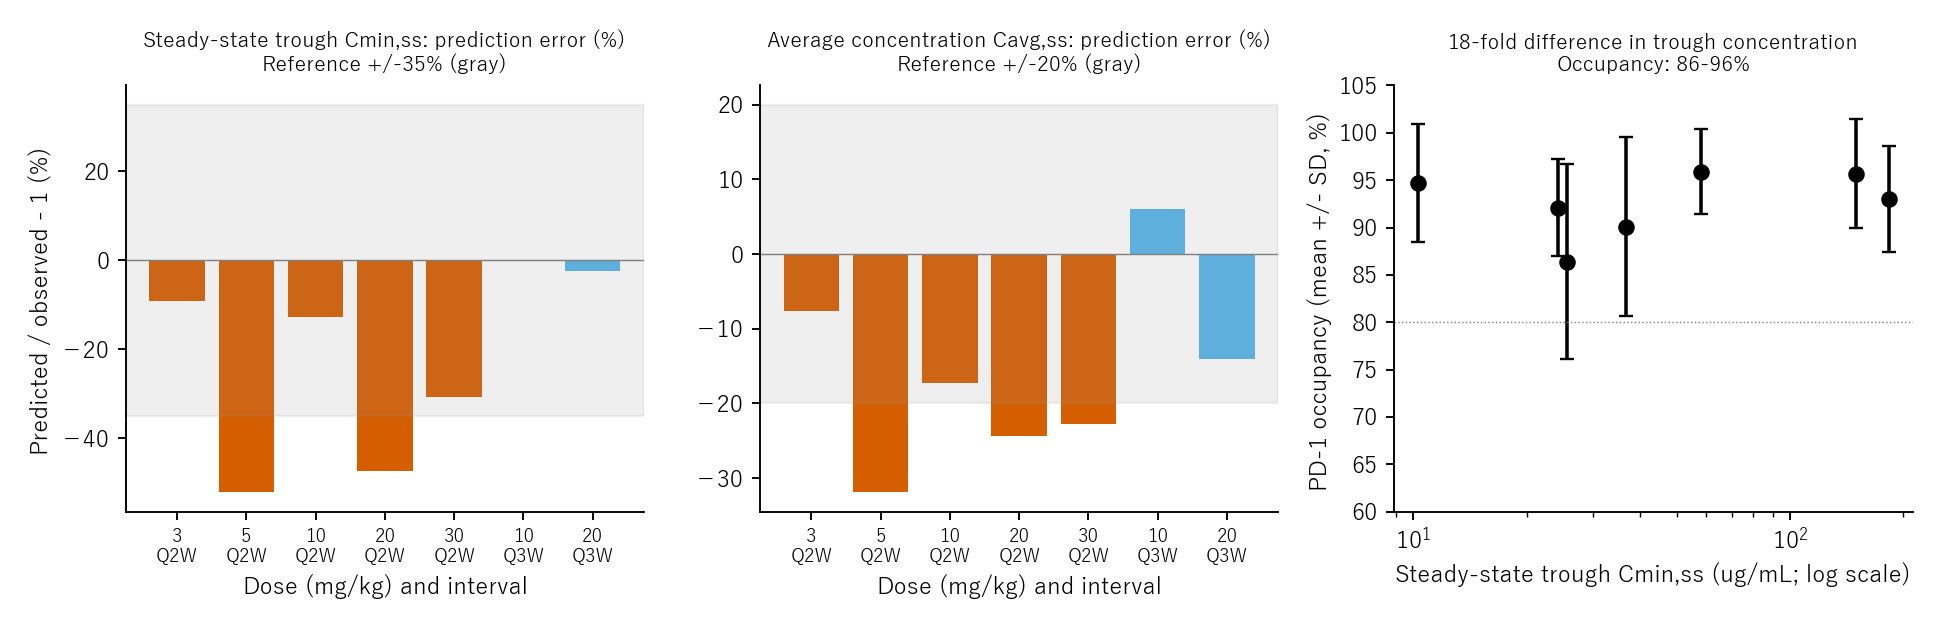 Steady-state trough Cmin,ss: prediction error (%)
Reference +/-35% (gray)
Predicted / observed - 1 (%)
20
0
−20
−40
3
Q2W
5
Q2W
10
Q2W
20
Q2W
30
Q2W
10
Q3W
20
Q3W
Dose (mg/kg) and interval
Average concentration Cavg,ss: prediction error (%)
Reference +/-20% (gray)
20
10
0
−10
−20
−30
3
Q2W
5
Q2W
10
Q2W
20
Q2W
30
Q2W
10
Q3W
20
Q3W
Dose (mg/kg) and interval
18-fold difference in trough concentration
Occupancy: 86-96%
PD-1 occupancy (mean +/- SD, %)
105
100
95
90
85
80
75
70
65
60
10¹
10²
Steady-state trough Cmin,ss (ug/mL; log scale)